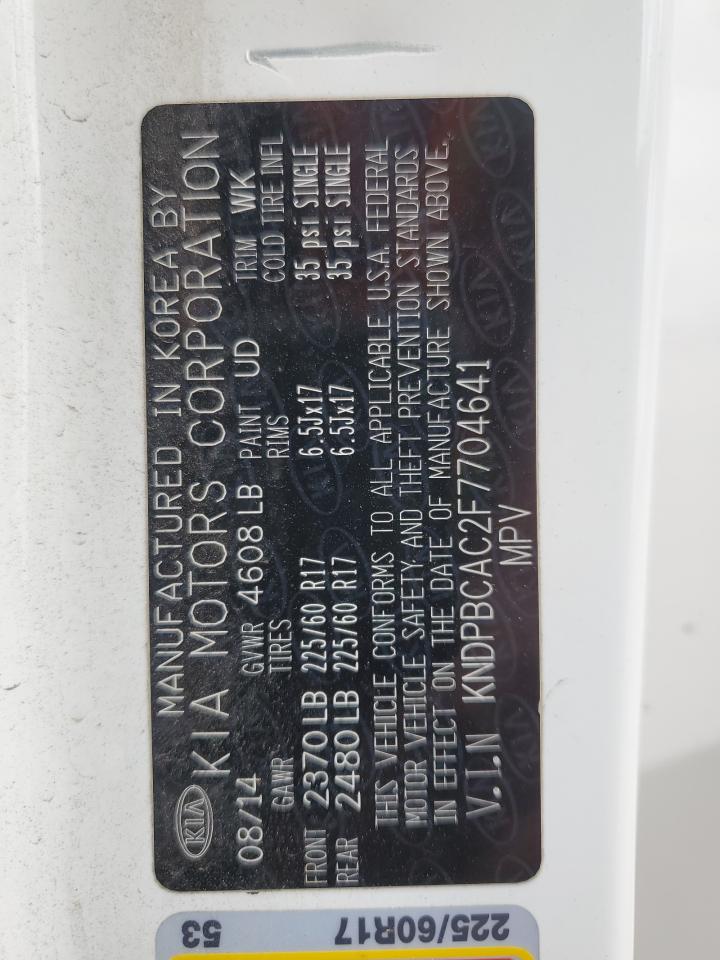 MANUFACTURED IN KOREA BY
KIA KIA MOTORS CORPORATION
08/14 GVWR 4608 LB PAINT UD TRIM WK
GAWR TIRES RIMS COLD TIRE INFL
FRONT 2370 LB 225/60 R17 6.5Jx17 35 psi SINGLE
REAR 2480 LB 225/60 R17 6.5Jx17 35 psi SINGLE
THIS VEHICLE CONFORMS TO ALL APPLICABLE U.S.A. FEDERAL
MOTOR VEHICLE SAFETY AND THEFT PREVENTION STANDARDS
IN EFFECT ON THE DATE OF MANUFACTURE SHOWN ABOVE.
V.I.N KNDPBCAC2F7704641
MPV
225/60R17 53